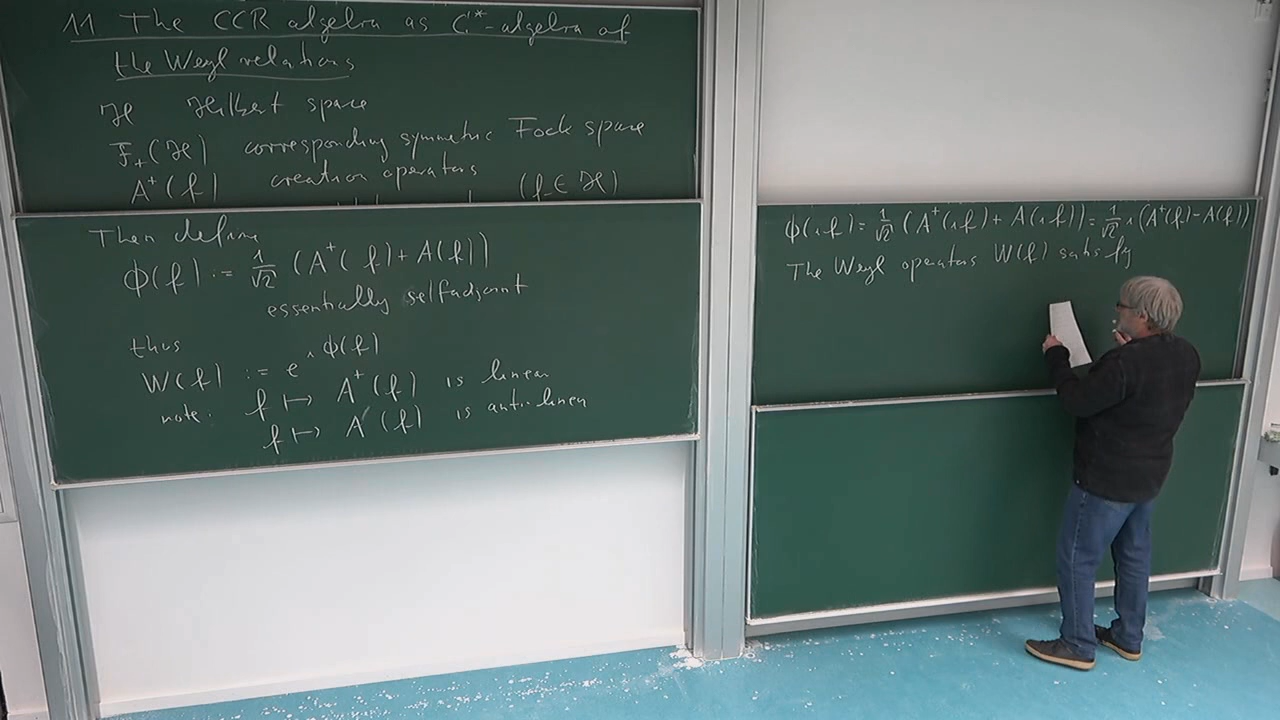 11 The CCR algebra as C*-algebra of
the Weyl relations
ℋ Hilbert space
F₊(ℋ) corresponding symmetric Fock space
A⁺(f) creation operators (f ∈ ℋ)
Then define
ϕ(f) := 1/√2 (A⁺(f) + A(f))
essentially selfadjoint
thus
W(f) := e^{iϕ(f)}
note: f ↦ A⁺(f) is linear
f ↦ A(f) is anti-linear
ϕ(if) = 1/√2 (A⁺(if) + A(if)) = 1/√2 i (A⁺(f) - A(f))
The Weyl operators W(f) satisfy